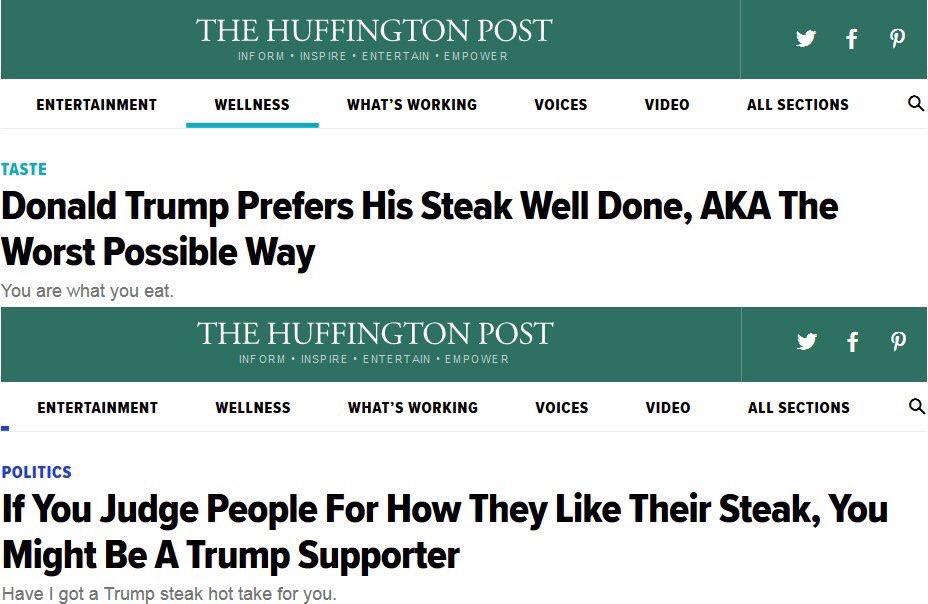 THE HUFFINGTON POST
INFORM • INSPIRE • ENTERTAIN • EMPOWER
ENTERTAINMENT WELLNESS WHAT'S WORKING VOICES VIDEO ALL SECTIONS
TASTE
Donald Trump Prefers His Steak Well Done, AKA The
Worst Possible Way
You are what you eat.
THE HUFFINGTON POST
INFORM • INSPIRE • ENTERTAIN • EMPOWER
ENTERTAINMENT WELLNESS WHAT'S WORKING VOICES VIDEO ALL SECTIONS
POLITICS
If You Judge People For How They Like Their Steak, You
Might Be A Trump Supporter
Have I got a Trump steak hot take for you.